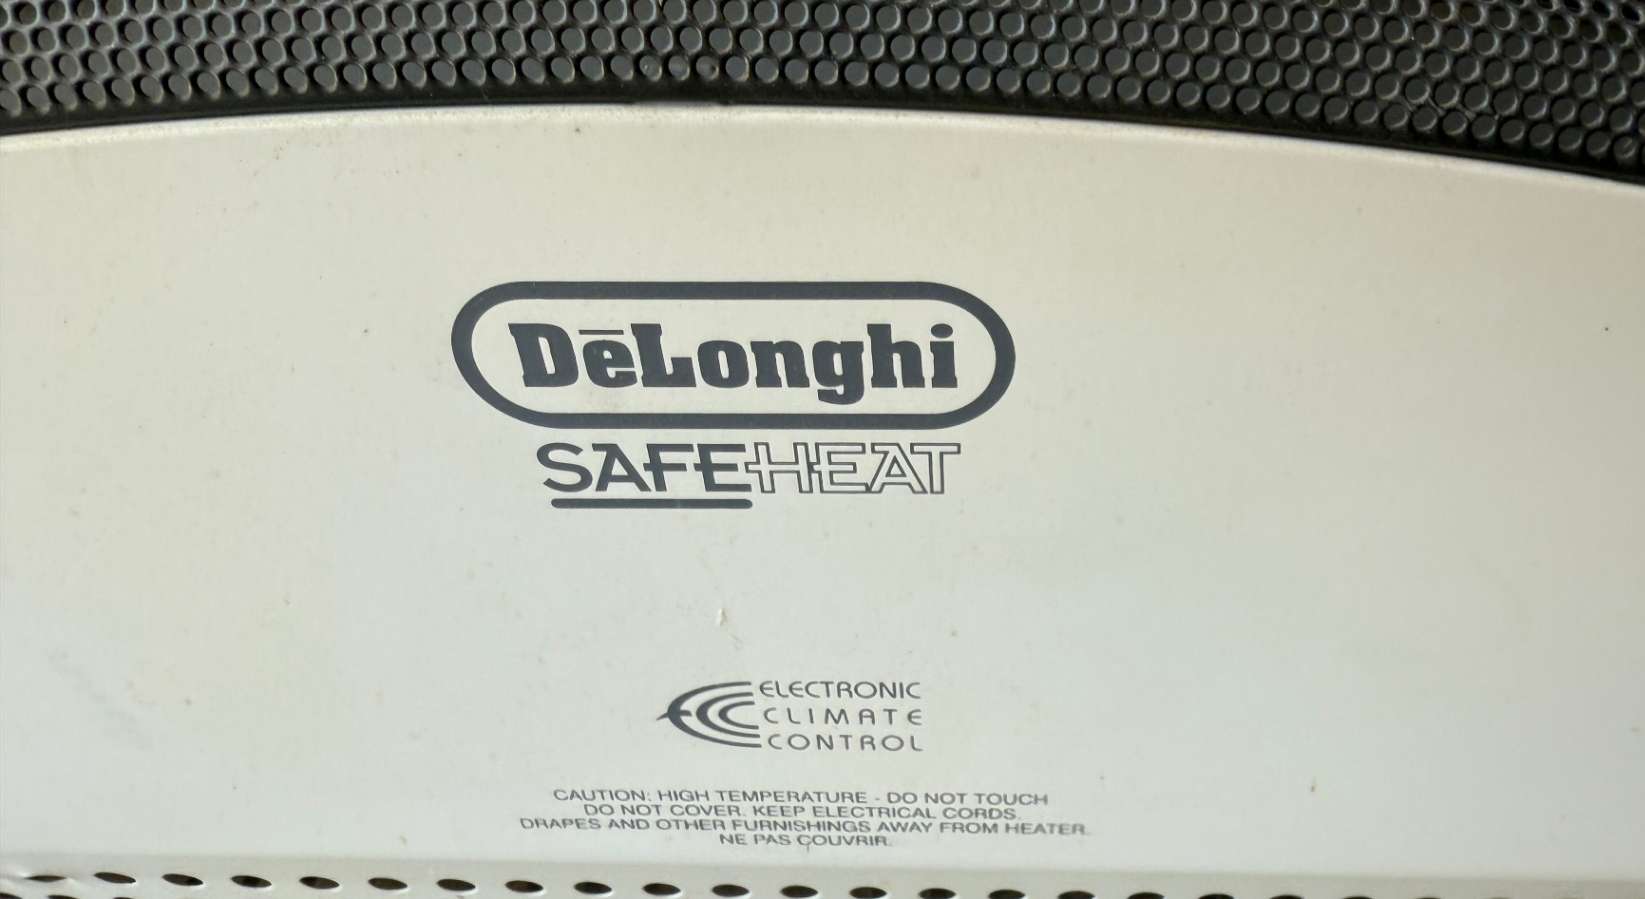 DēLonghi
SAFEHEAT
ELECTRONIC
CLIMATE
CONTROL
CAUTION: HIGH TEMPERATURE - DO NOT TOUCH
DO NOT COVER. KEEP ELECTRICAL CORDS.
DRAPES AND OTHER FURNISHINGS AWAY FROM HEATER.
NE PAS COUVRIR.